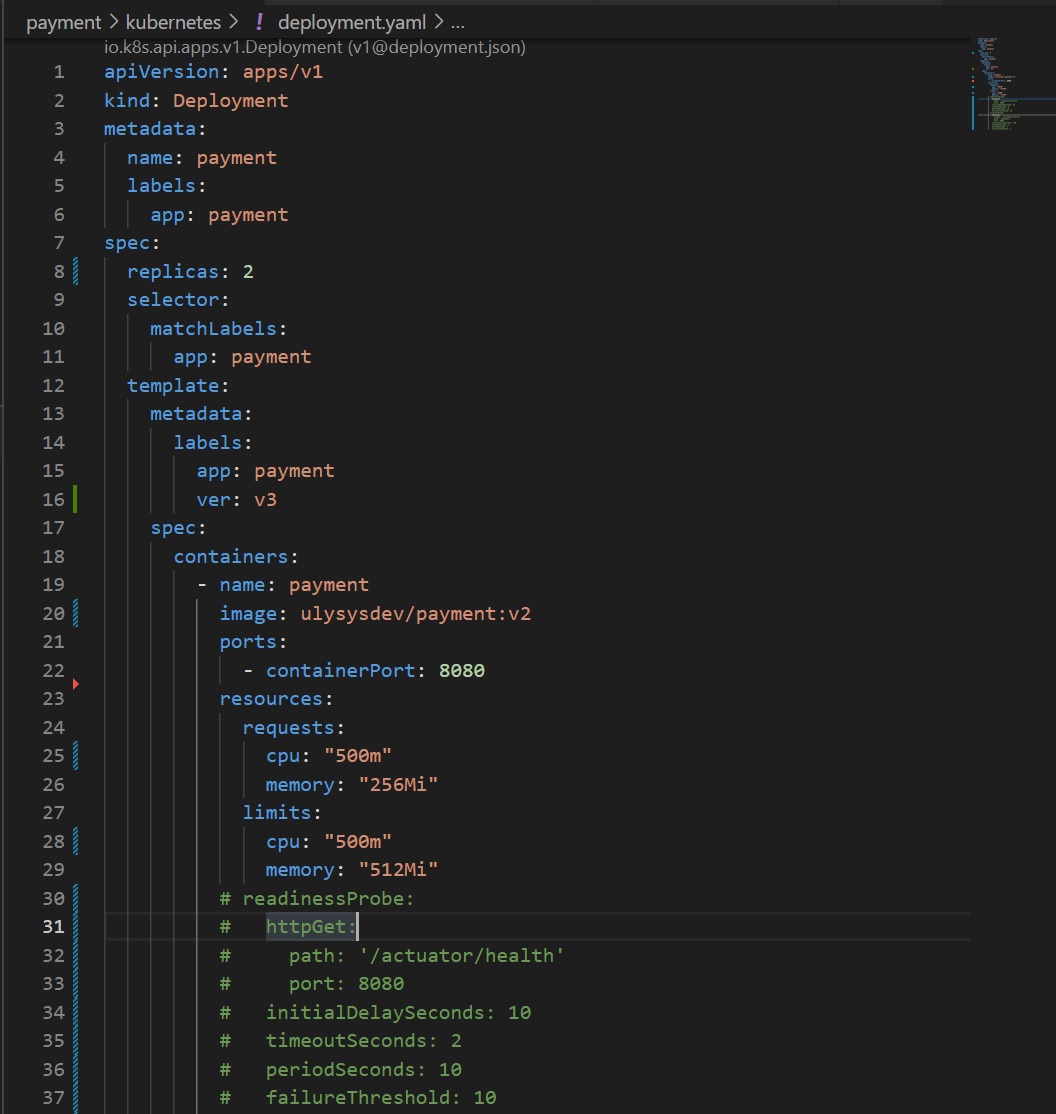 payment > kubernetes > ! deployment.yaml > ...
io.k8s.api.apps.v1.Deployment (v1@deployment.json)
1 apiVersion: apps/v1
2 kind: Deployment
3 metadata:
4   name: payment
5   labels:
6     app: payment
7 spec:
8   replicas: 2
9   selector:
10     matchLabels:
11       app: payment
12   template:
13     metadata:
14       labels:
15         app: payment
16         ver: v3
17     spec:
18       containers:
19         - name: payment
20           image: ulysysdev/payment:v2
21           ports:
22             - containerPort: 8080
23           resources:
24             requests:
25               cpu: "500m"
26               memory: "256Mi"
27             limits:
28               cpu: "500m"
29               memory: "512Mi"
30           # readinessProbe:
31           #   httpGet:
32           #     path: '/actuator/health'
33           #     port: 8080
34           #   initialDelaySeconds: 10
35           #   timeoutSeconds: 2
36           #   periodSeconds: 10
37           #   failureThreshold: 10